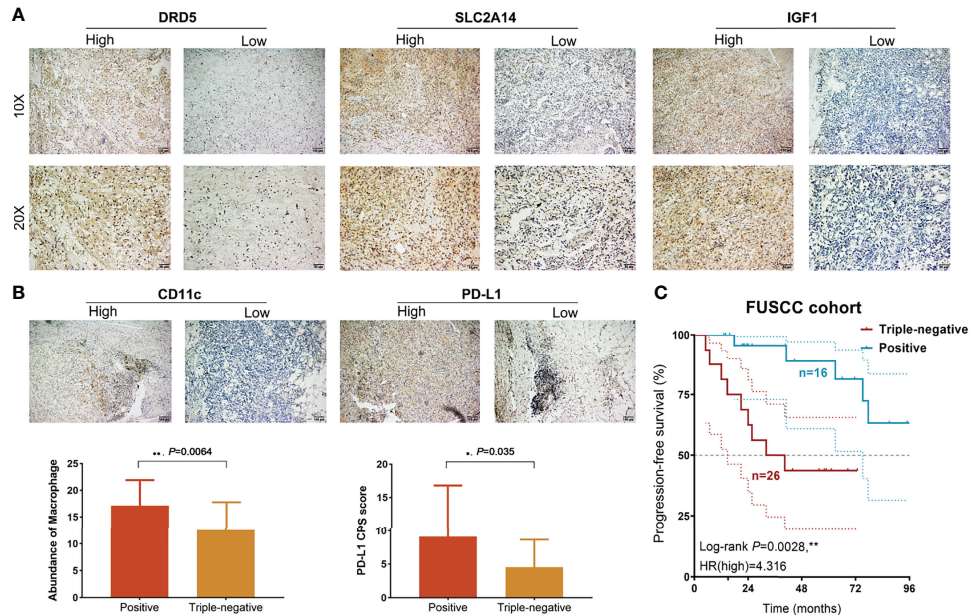 A
DRD5
SLC2A14
IGF1
High
Low
High
Low
High
Low
10X
20X
B
CD11c
PD-L1
High
Low
High
Low
**, P=0.0064
Abundance of Macrophage
25
20
15
10
5
0
Positive
Triple-negative
*, P=0.035
PD-L1 CPS score
20
15
10
5
0
Positive
Triple-negative
C
FUSCC cohort
Triple-negative
Positive
Progression-free survival (%)
100
75
50
25
0
n=16
n=26
Log-rank P=0.0028,**
HR(high)=4.316
0
24
48
72
96
Time (months)